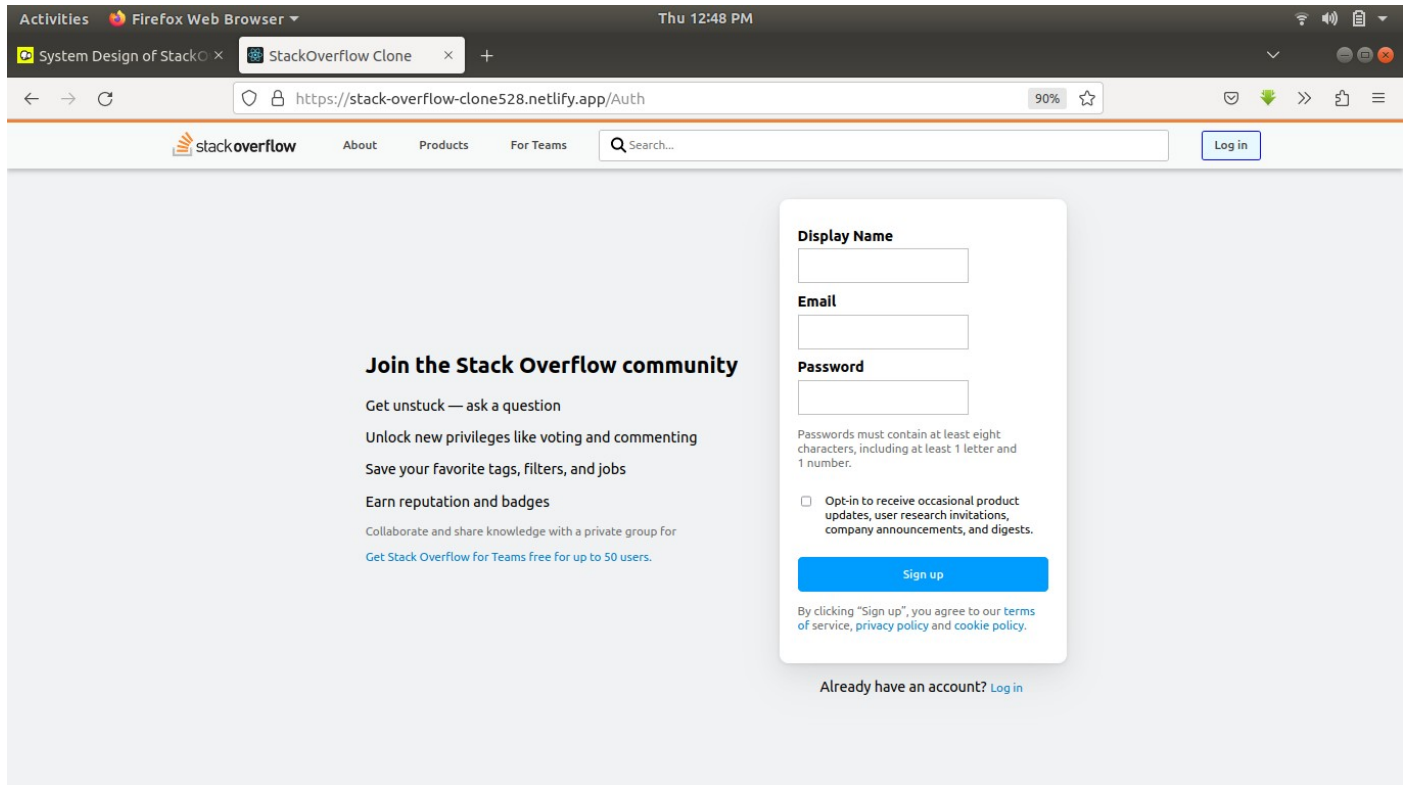 Activities Firefox Web Browser Thu 12:48 PM
System Design of StackO StackOverflow Clone
https://stack-overflow-clone528.netlify.app/Auth 90%
stackoverflow About Products For Teams Search... Log in
Join the Stack Overflow community
Get unstuck — ask a question
Unlock new privileges like voting and commenting
Save your favorite tags, filters, and jobs
Earn reputation and badges
Collaborate and share knowledge with a private group for
Get Stack Overflow for Teams free for up to 50 users.
Display Name
Email
Password
Passwords must contain at least eight
characters, including at least 1 letter and
1 number.
Opt-in to receive occasional product
updates, user research invitations,
company announcements, and digests.
Sign up
By clicking “Sign up”, you agree to our terms
of service, privacy policy and cookie policy.
Already have an account? Log in